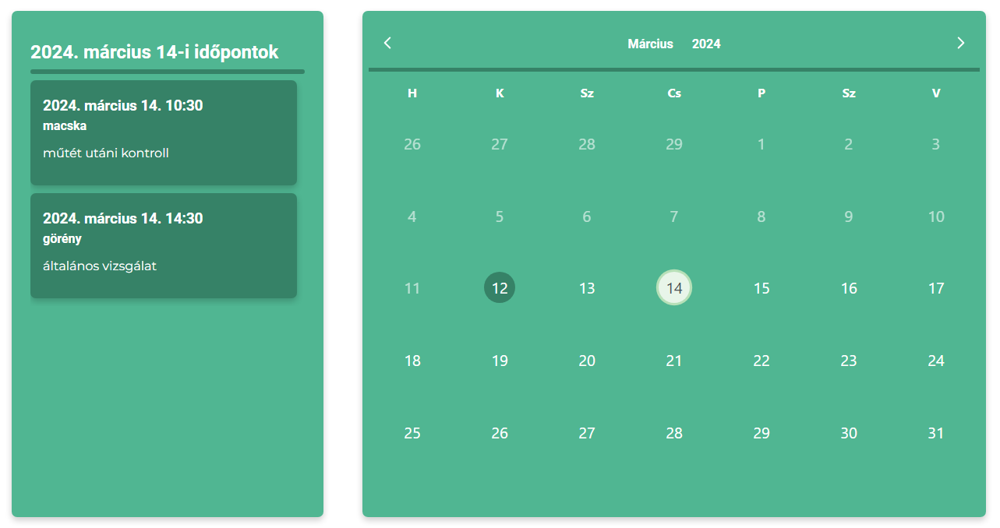 2024. március 14-i időpontok
2024. március 14. 10:30
macska
műtét utáni kontroll
2024. március 14. 14:30
görény
általános vizsgálat
Március 2024
H K Sz Cs P Sz V
26 27 28 29 1 2 3
4 5 6 7 8 9 10
11 12 13 14 15 16 17
18 19 20 21 22 23 24
25 26 27 28 29 30 31